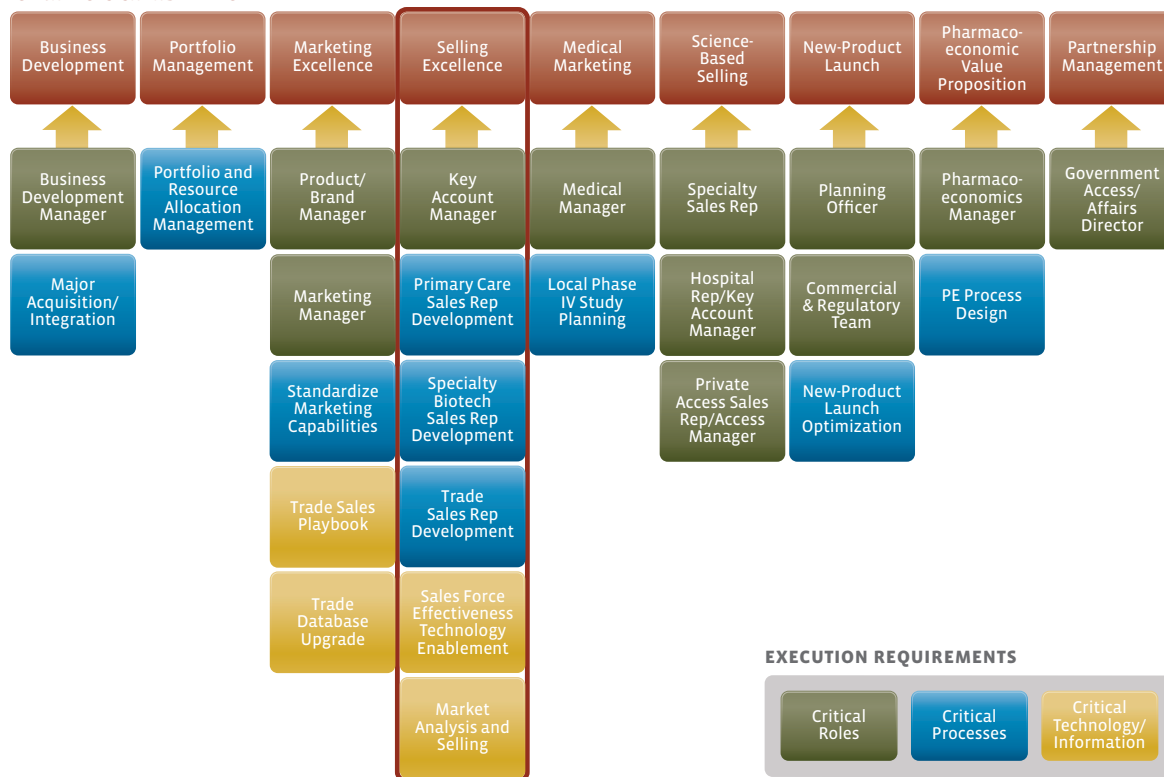 Business
Development
Portfolio
Management
Marketing
Excellence
Selling
Excellence
Medical
Marketing
Science-
Based
Selling
New-Product
Launch
Pharmaco-
economic
Value
Proposition
Partnership
Management
Business
Development
Manager
Portfolio and
Resource
Allocation
Management
Product/
Brand
Manager
Key
Account
Manager
Medical
Manager
Specialty
Sales Rep
Planning
Officer
Pharmaco-
economics
Manager
Government
Access/
Affairs
Director
Major
Acquisition/
Integration
Marketing
Manager
Primary Care
Sales Rep
Development
Local Phase
IV Study
Planning
Hospital
Rep/Key
Account
Manager
Commercial
& Regulatory
Team
PE Process
Design
Standardize
Marketing
Capabilities
Specialty
Biotech
Sales Rep
Development
Private
Access Sales
Rep/Access
Manager
New-Product
Launch
Optimization
Trade Sales
Playbook
Trade
Sales Rep
Development
Trade
Database
Upgrade
Sales Force
Effectiveness
Technology
Enablement
Market
Analysis and
Selling
EXECUTION REQUIREMENTS
Critical
Roles
Critical
Processes
Critical
Technology/
Information